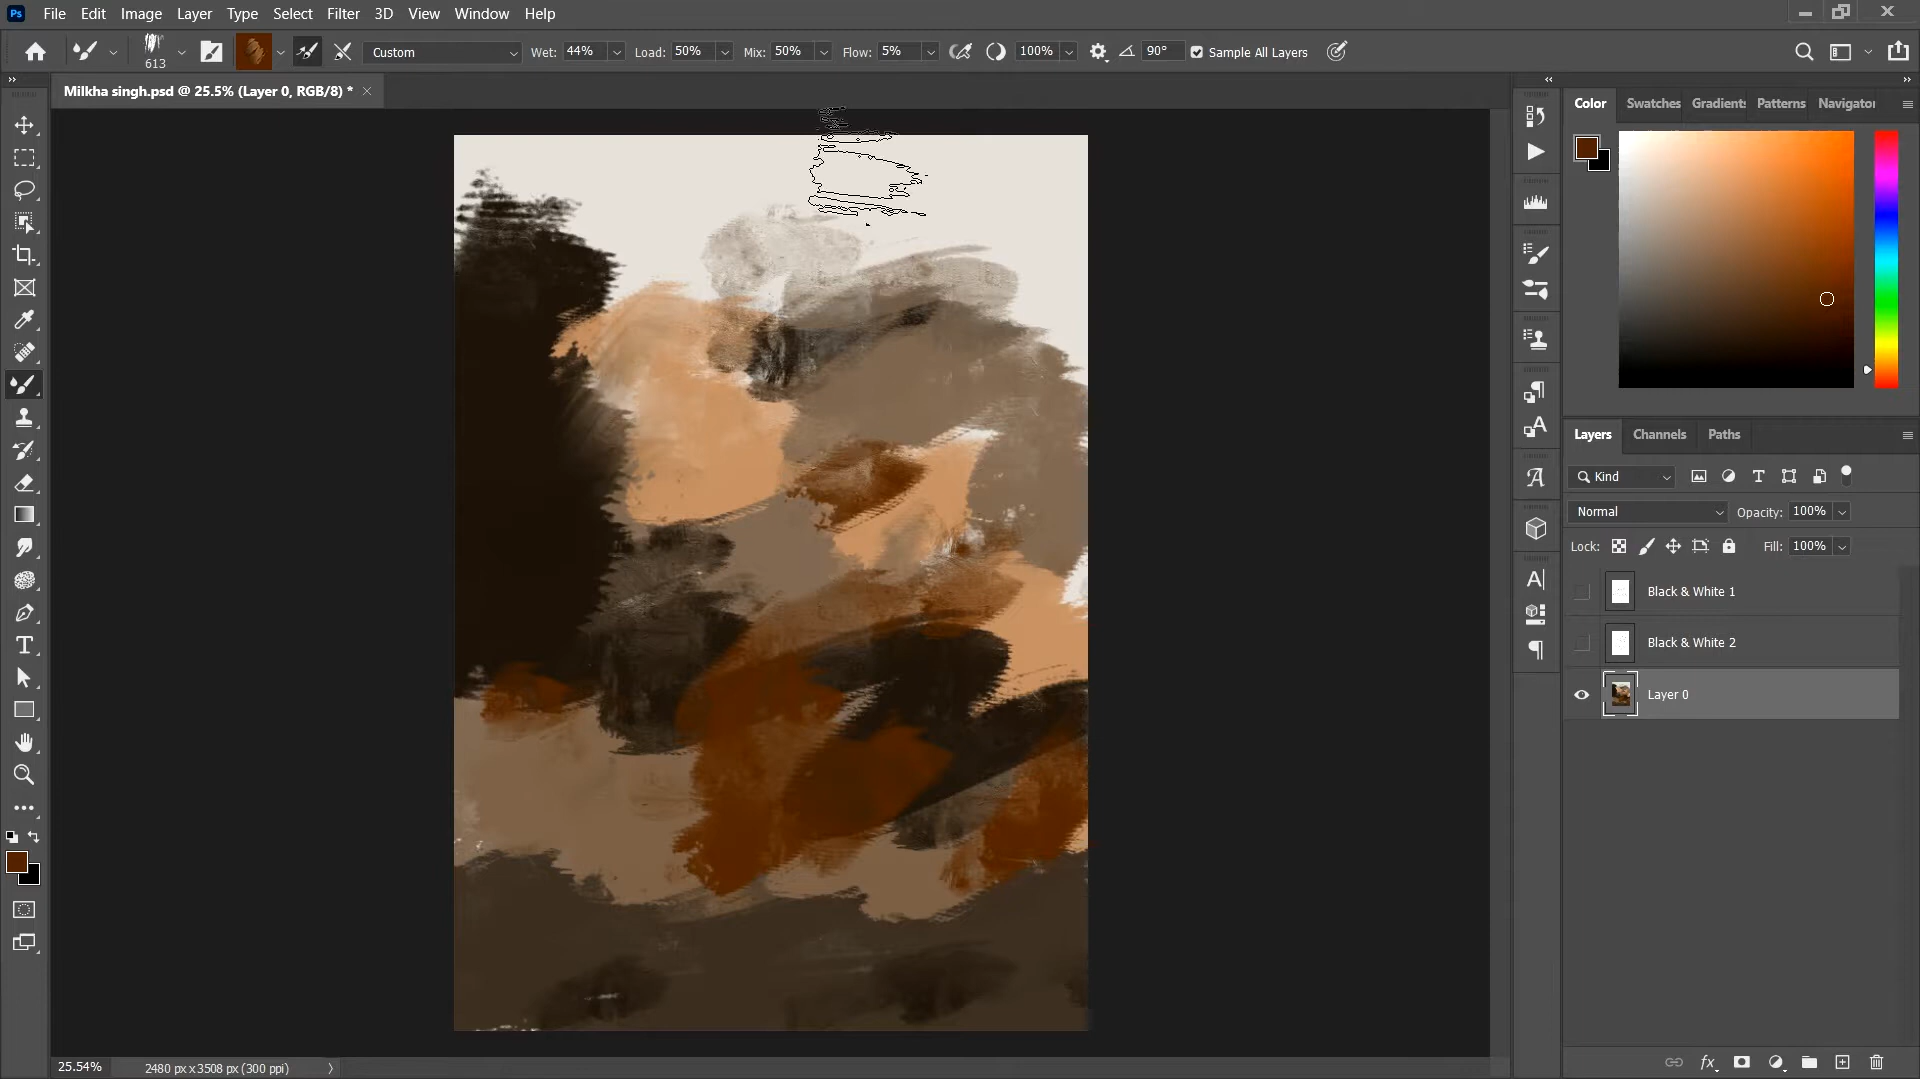 Ps File Edit Image Layer Type Select Filter 3D View Window Help
613 Custom Wet: 44% Load: 50% Mix: 50% Flow: 5% 100% 90° Sample All Layers
Milkha singh.psd @ 25.5% (Layer 0, RGB/8) *
Color Swatches Gradients Patterns Navigator
Layers Channels Paths
Kind
Normal Opacity: 100%
Lock: Fill: 100%
Black & White 1
Black & White 2
Layer 0
25.54% 2480 px x 3508 px (300 ppi)